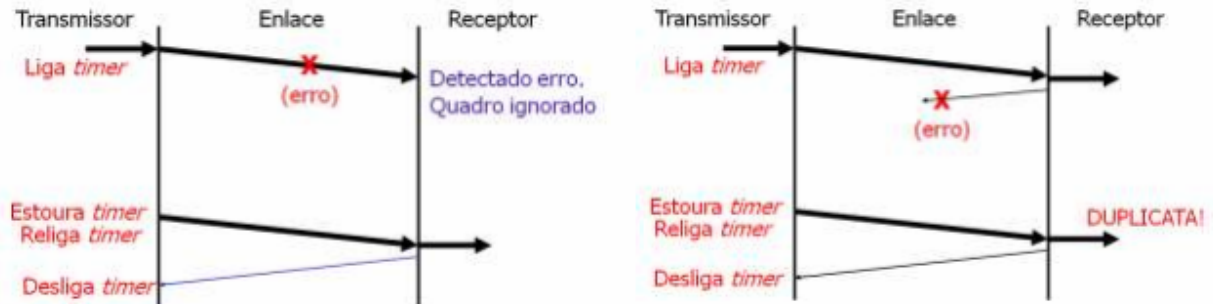 Transmissor Enlace Receptor
Liga timer
X
(erro)
Detectado erro.
Quadro ignorado
Estoura timer
Religa timer
Desliga timer
Transmissor Enlace Receptor
Liga timer
X
(erro)
Estoura timer
Religa timer
DUPLICATA!
Desliga timer